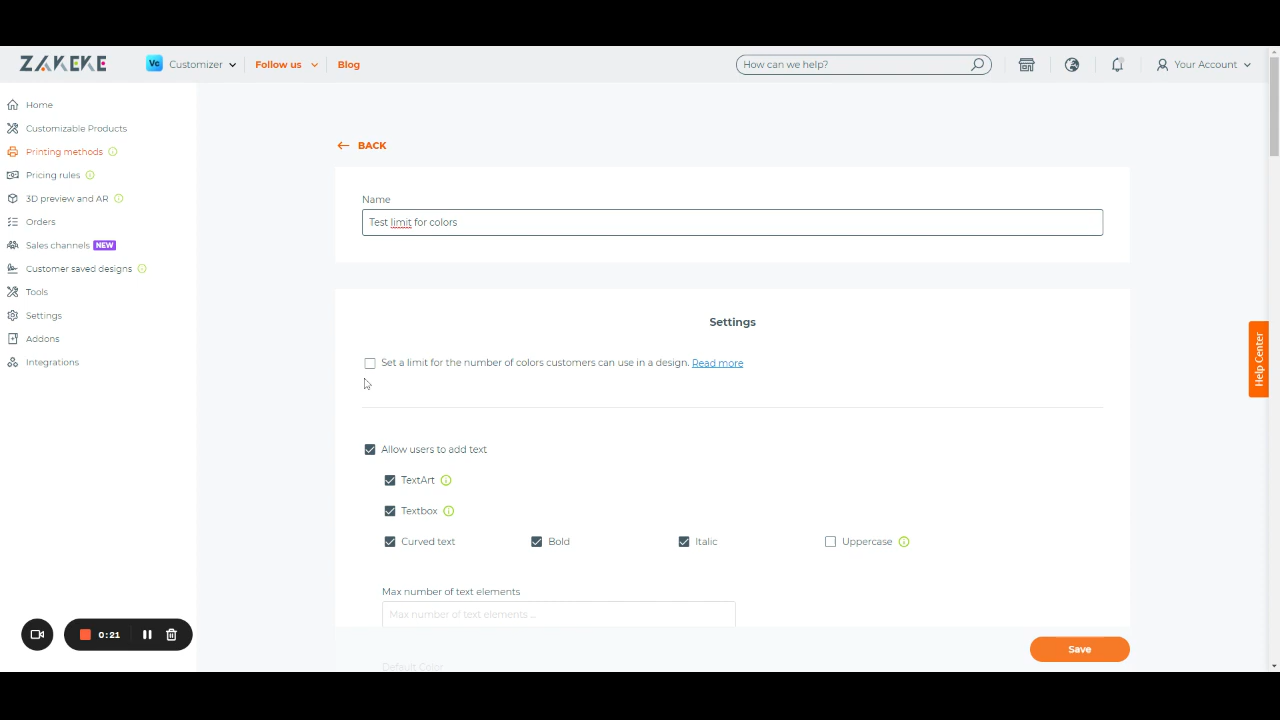 ZAKEKE
Vc Customizer
Follow us
Blog
How can we help?
Your Account
Home
Customizable Products
Printing methods
Pricing rules
3D preview and AR
Orders
Sales channels NEW
Customer saved designs
Tools
Settings
Addons
Integrations
BACK
Name
Test limit for colors
Settings
Set a limit for the number of colors customers can use in a design. Read more
Allow users to add text
TextArt
Textbox
Curved text
Bold
Italic
Uppercase
Max number of text elements
Max number of text elements ...
Default Color
Save
0:21
Help Center